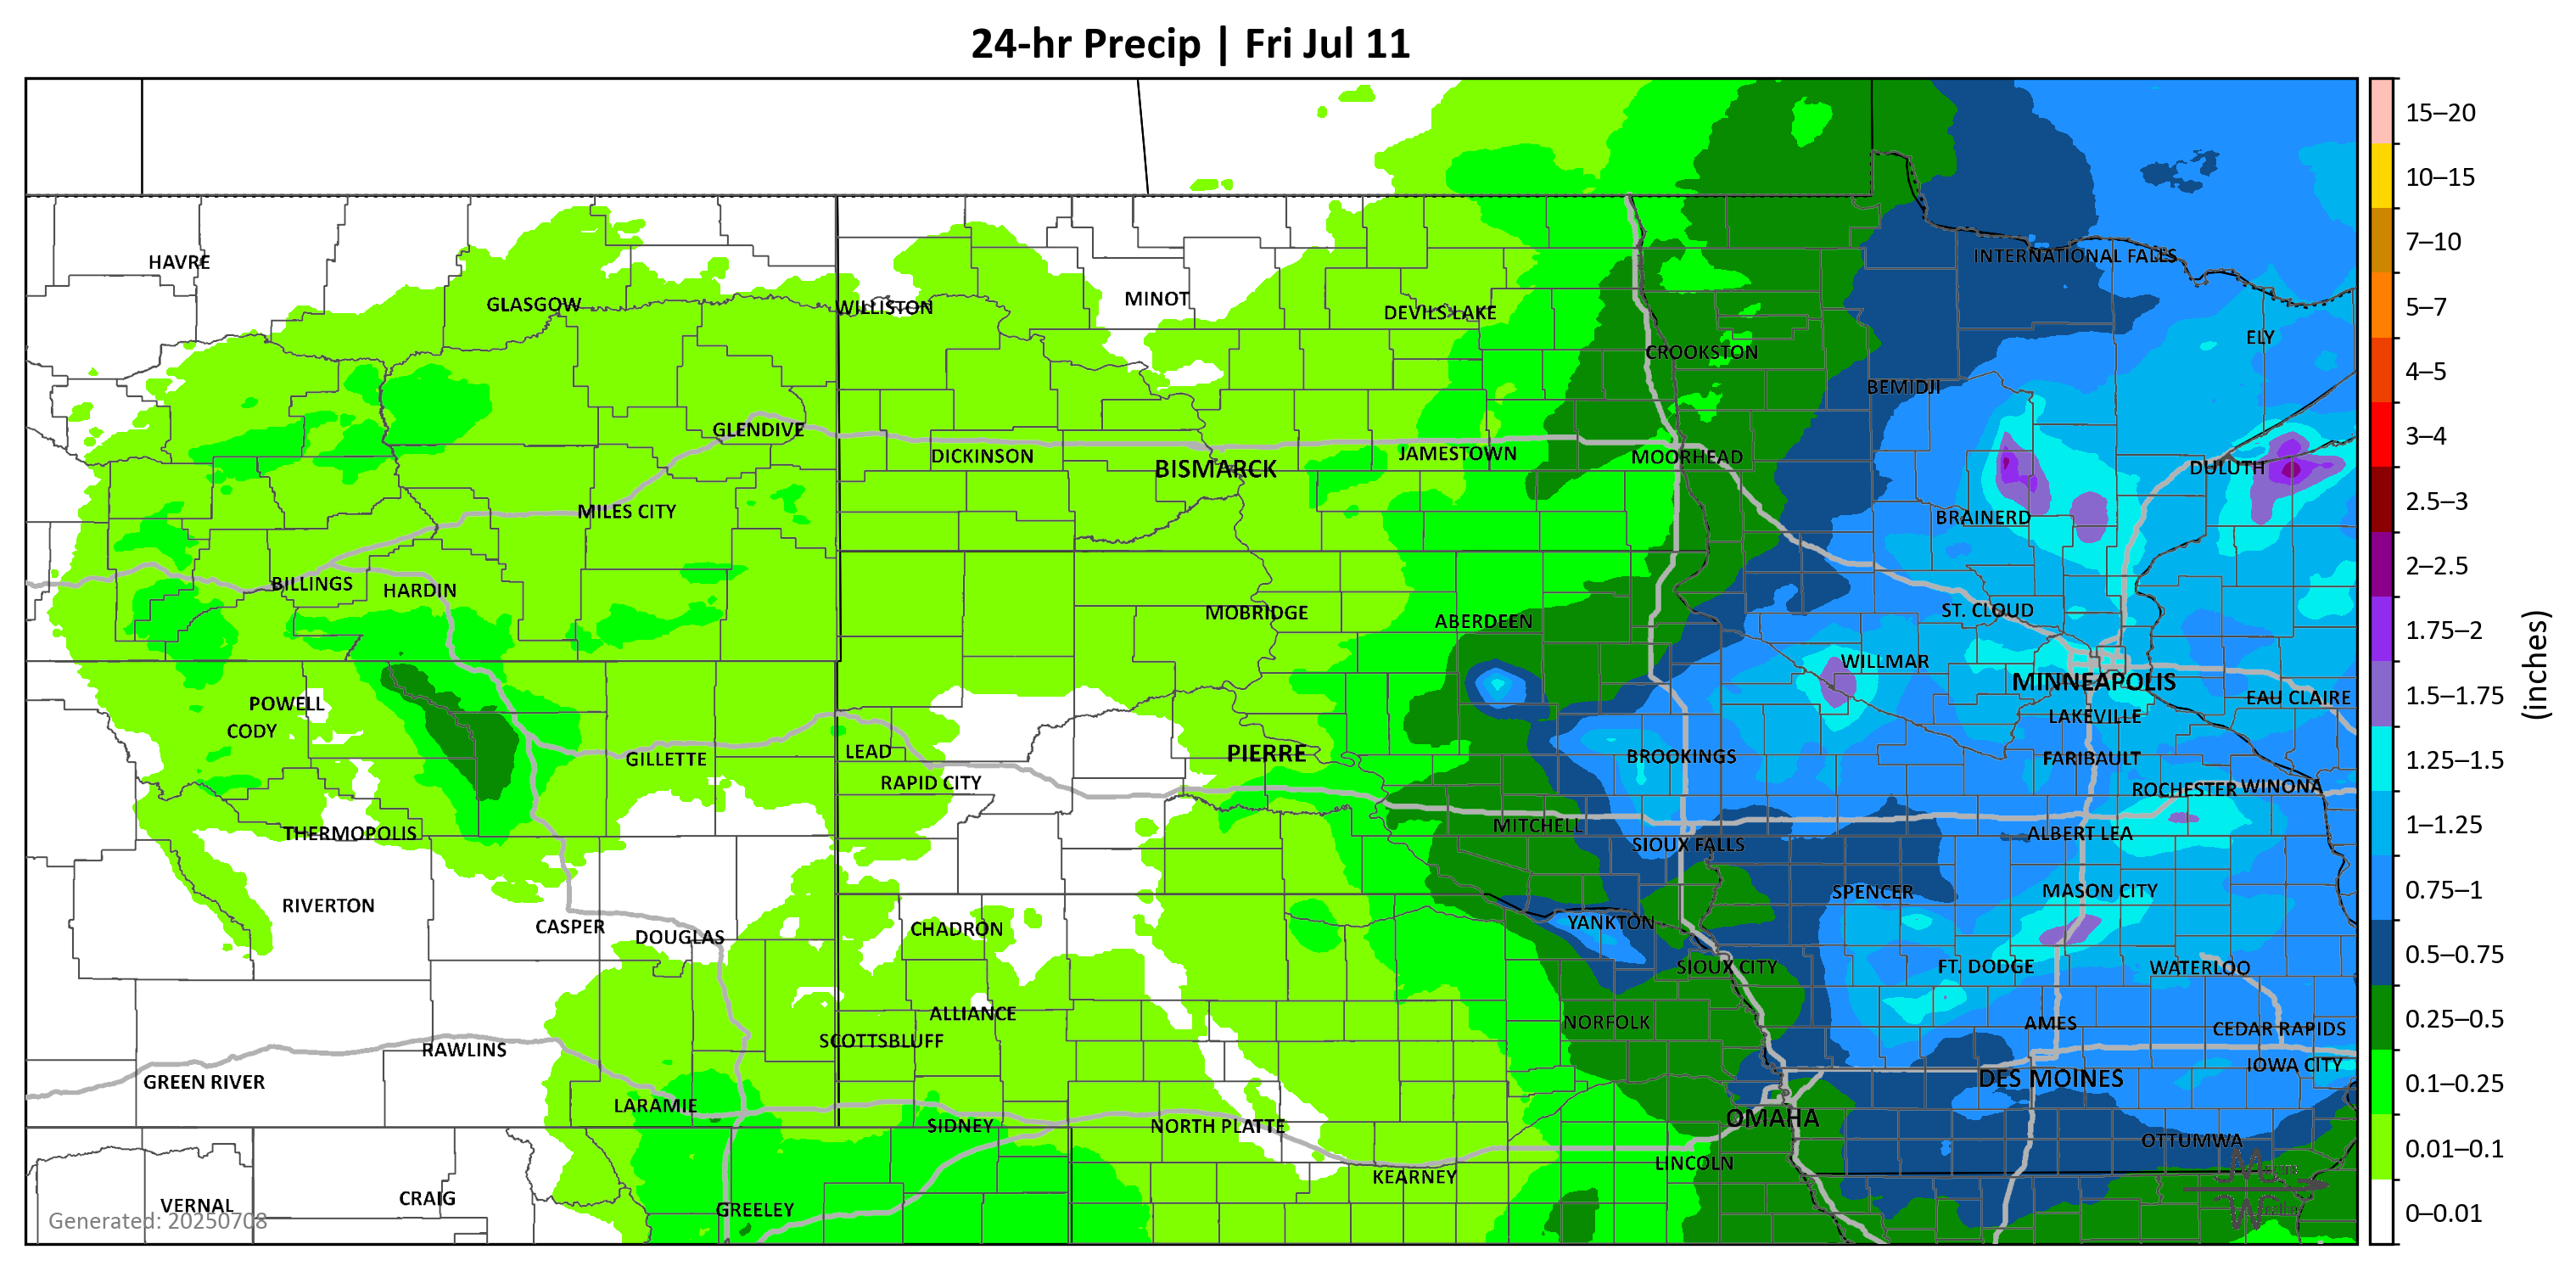 24-hr Precip | Fri Jul 11
HAVRE
INTERNATIONAL FALLS
GLASGOW
WILLISTON
MINOT
DEVILS LAKE
ELY
CROOKSTON
BEMIDJI
GLENDIVE
DICKINSON
BISMARCK
JAMESTOWN
MOORHEAD
DULUTH
MILES CITY
BRAINERD
BILLINGS
HARDIN
MOBRIDGE
ABERDEEN
ST. CLOUD
WILLMAR
MINNEAPOLIS
POWELL
EAU CLAIRE
CODY
LAKEVILLE
GILLETTE
LEAD
PIERRE
BROOKINGS
FARIBAULT
RAPID CITY
ROCHESTER
WINONA
THERMOPOLIS
MITCHELL
ALBERT LEA
SIOUX FALLS
RIVERTON
SPENCER
MASON CITY
CASPER
DOUGLAS
CHADRON
YANKTON
SIOUX CITY
FT. DODGE
WATERLOO
ALLIANCE
NORFOLK
AMES
CEDAR RAPIDS
SCOTTSBLUFF
RAWLINS
IOWA CITY
GREEN RIVER
DES MOINES
LARAMIE
SIDNEY
NORTH PLATTE
OMAHA
OTTUMWA
LINCOLN
KEARNEY
VERNAL
CRAIG
GREELEY
Generated: 20250708
15–20
10–15
7–10
5–7
4–5
3–4
2.5–3
2–2.5
1.75–2
1.5–1.75
1.25–1.5
1–1.25
0.75–1
0.5–0.75
0.25–0.5
0.1–0.25
0.01–0.1
0–0.01
(inches)